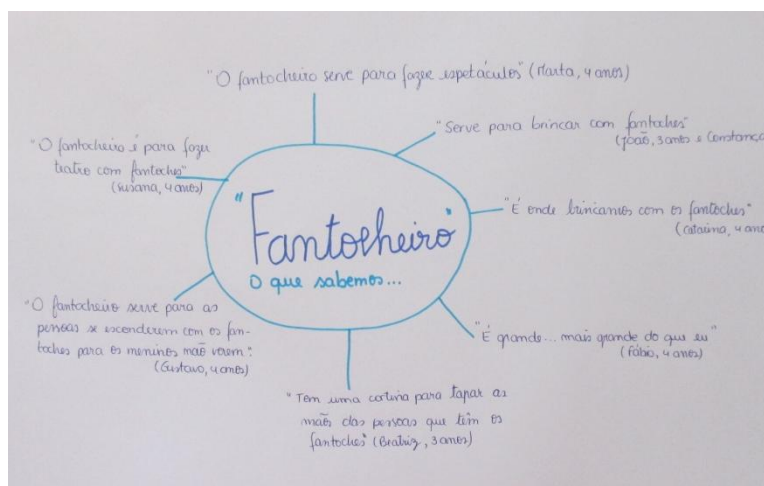 "O fantocheiro serve para fazer espetáculos" (Marta, 4 anos)
"Serve para brincar com fantoches"
(João, 3 anos e Constança
"É onde brincamos com os fantoches"
(Catarina, 4 ano
"É grande... mais grande do que eu"
(Fábio, 4 anos)
"Tem uma cortina para tapar as
mãos das pessoas que têm os
fantoches" (Beatriz, 3 anos)
"O fantocheiro serve para as
pessoas se esconderem com os fan-
toches para os meninos não verem"
(Gustavo, 4 anos)
"O fantocheiro é para fazer
teatro com fantoches"
(Susana, 4 anos)
"Fantocheiro"
O que sabemos...